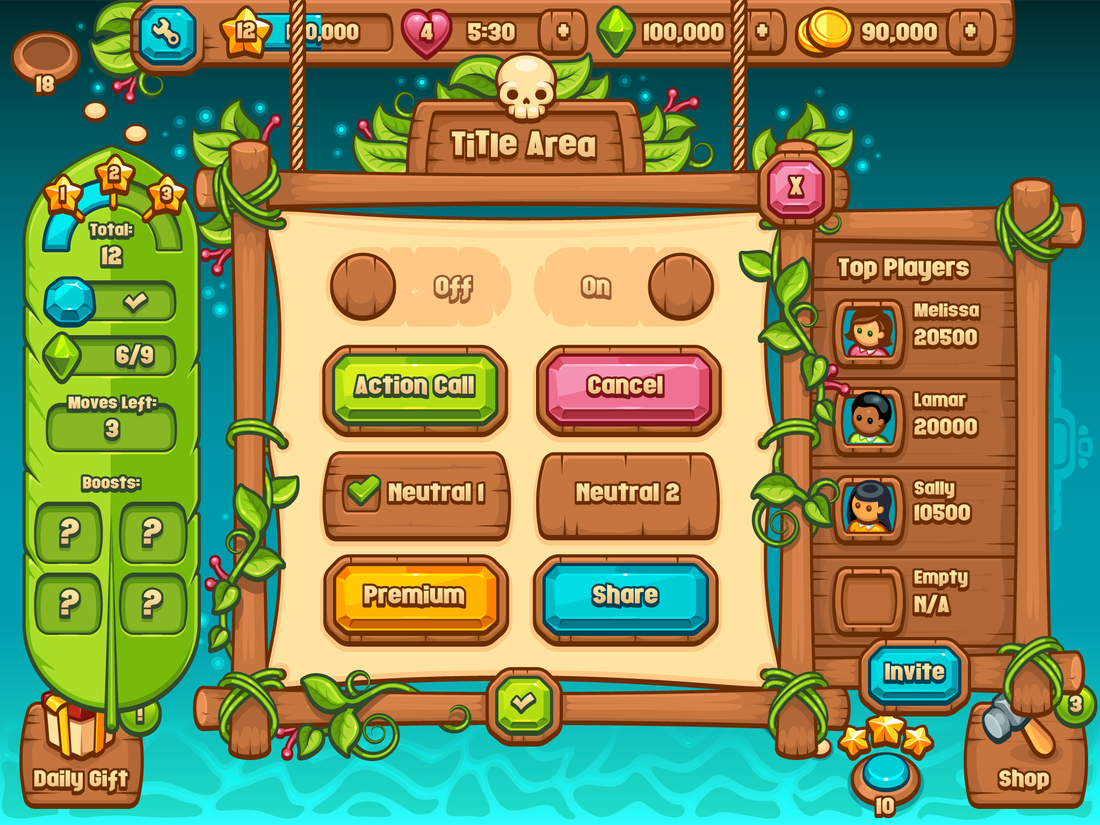 12
4
5:30
+
100,000
+
90,000
+
18
Title Area
X
1
2
3
Total:
12
6/9
Moves Left:
3
Boosts:
? ?
? ?
Off
On
Action Call
Cancel
Neutral 1
Neutral 2
Premium
Share
Top Players
Melissa
20500
Lamar
20000
Sally
10500
Empty
N/A
Invite
!
Daily Gift
10
3
Shop